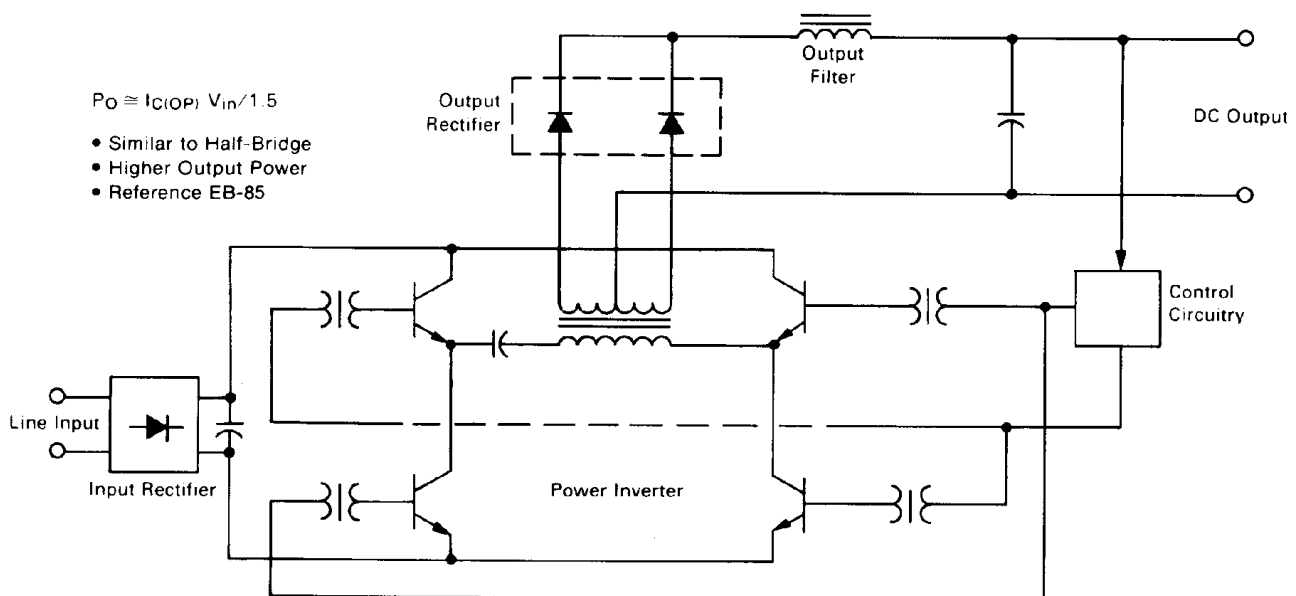 PO ≅ IC(OP) Vin/1.5
• Similar to Half-Bridge
• Higher Output Power
• Reference EB-85
Output
Rectifier
Output
Filter
DC Output
Control
Circuitry
Line Input
Input Rectifier
Power Inverter